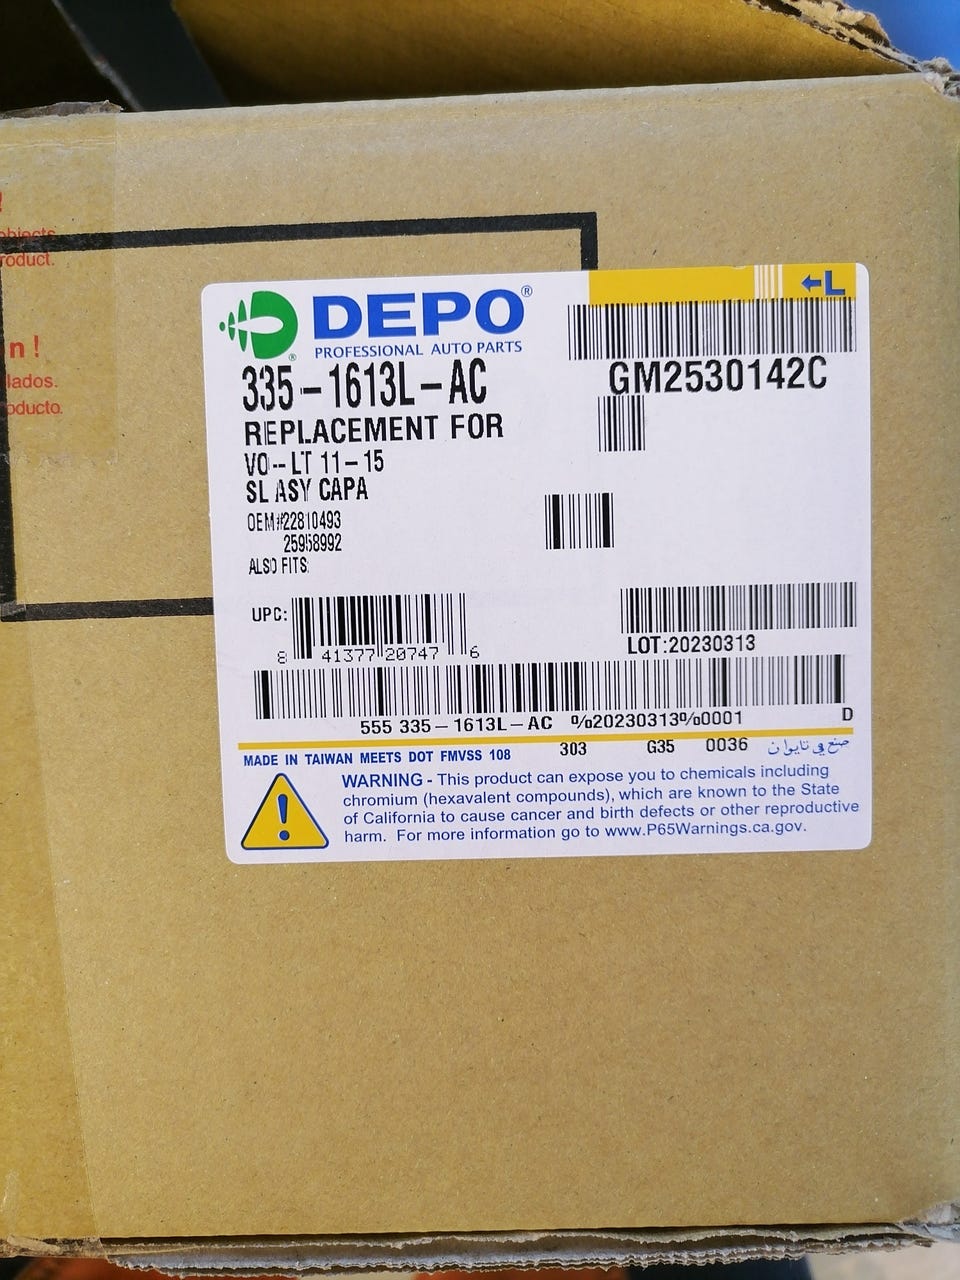 !
objects
roduct.
n !
lados.
oducto.
DEPO®
PROFESSIONAL AUTO PARTS
®
←L
335-1613L-AC
GM2530142C
REPLACEMENT FOR
VO-LT 11-15
SL ASY CAPA
OEM#22810493
25958992
ALSO FITS:
UPC:
8 41377 20747 6
LOT:20230313
555 335-1613L-AC %20230313%0001
D
MADE IN TAIWAN MEETS DOT FMVSS 108
303 G35 0036 صنع في تايوان
WARNING - This product can expose you to chemicals including
chromium (hexavalent compounds), which are known to the State
of California to cause cancer and birth defects or other reproductive
harm. For more information go to www.P65Warnings.ca.gov.